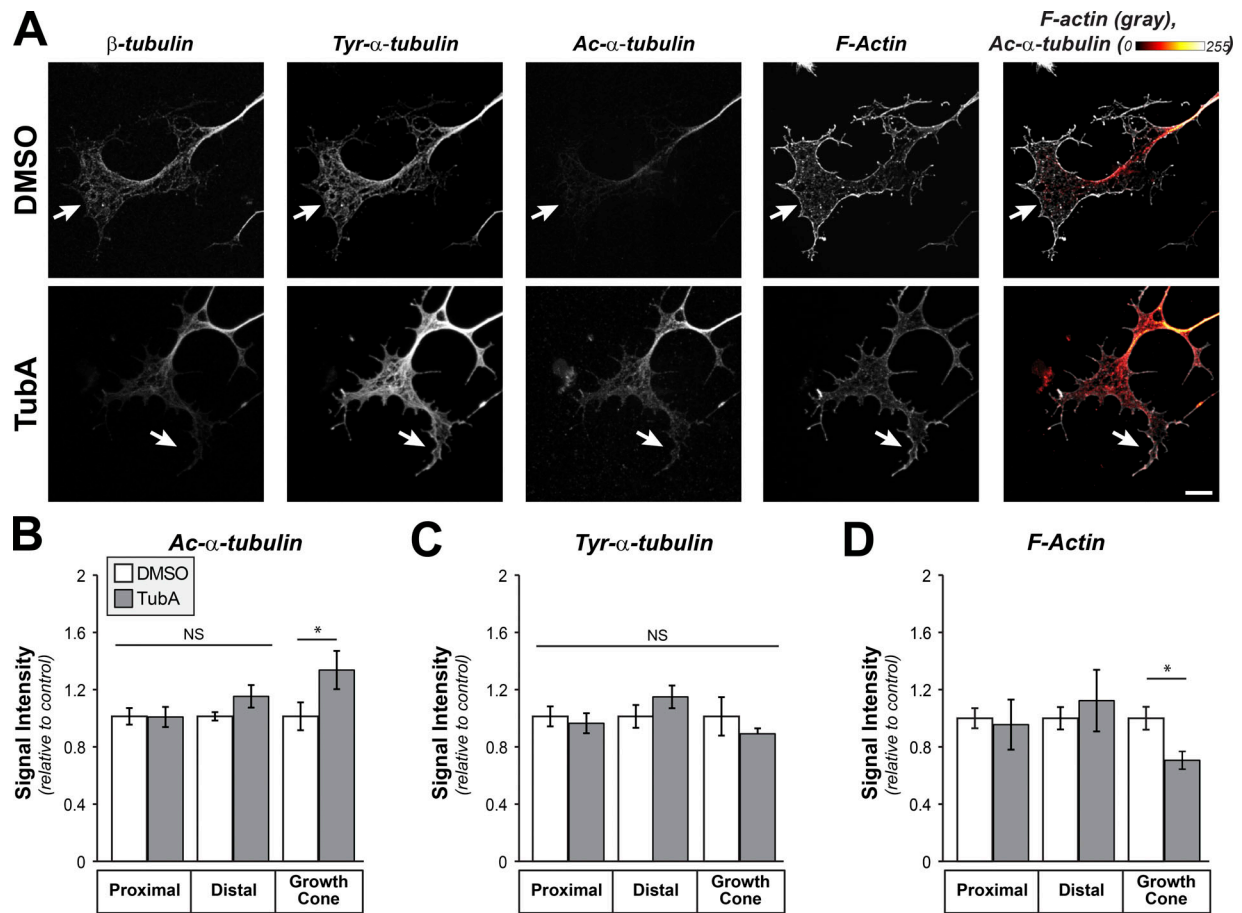 A
β-tubulin
Tyr-α-tubulin
Ac-α-tubulin
F-Actin
F-actin (gray),
Ac-α-tubulin (0 255)
DMSO
TubA
B
Ac-α-tubulin
DMSO
TubA
Signal Intensity
(relative to control)
2
1.6
1.2
0.8
0.4
0
NS
*
Proximal
Distal
Growth
Cone
C
Tyr-α-tubulin
Signal Intensity
(relative to control)
2
1.6
1.2
0.8
0.4
0
NS
Proximal
Distal
Growth
Cone
D
F-Actin
Signal Intensity
(relative to control)
2
1.6
1.2
0.8
0.4
0
*
Proximal
Distal
Growth
Cone